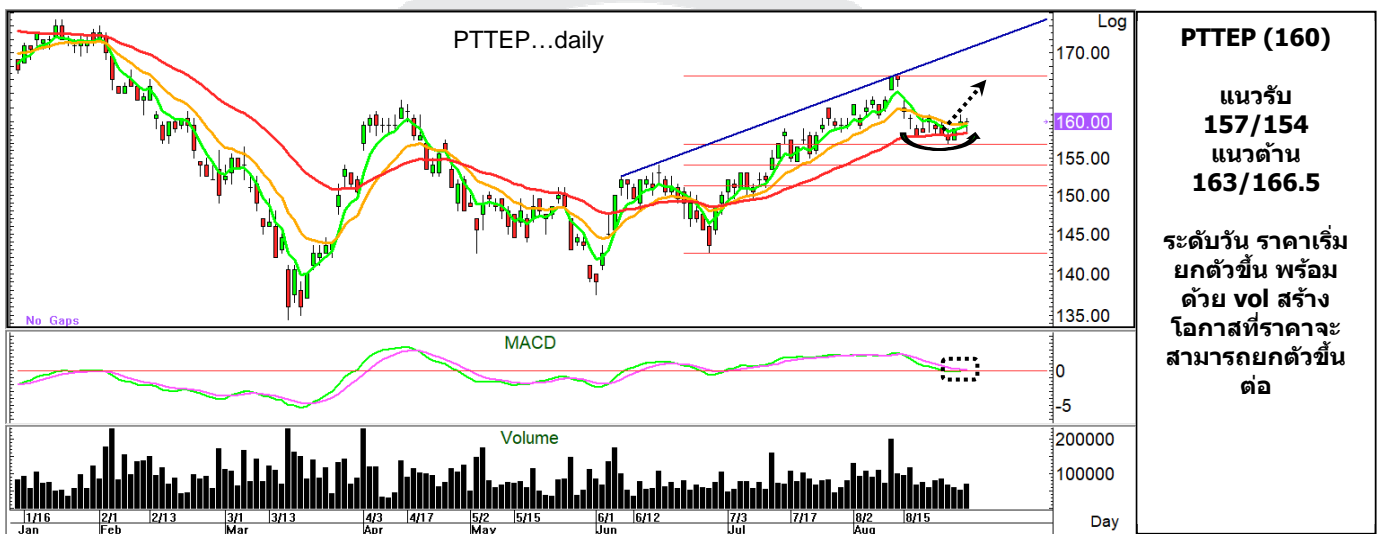 PTTEP…daily
Log
170.00
160.00
155.00
150.00
145.00
140.00
135.00
No Gaps
MACD
0
-5
Volume
200000
100000
1/16 2/1 2/13 3/1 3/13 4/3 4/17 5/2 5/15 6/1 6/12 7/3 7/17 8/2 8/15
Jan Feb Mar Apr May Jun Jul Aug
Day
PTTEP (160)
แนวรับ
157/154
แนวต้าน
163/166.5
ระดับวัน ราคาเริ่ม
ยกตัวขึ้น พร้อม
ด้วย vol สร้าง
โอกาสที่ราคาจะ
สามารถยกตัวขึ้น
ต่อ